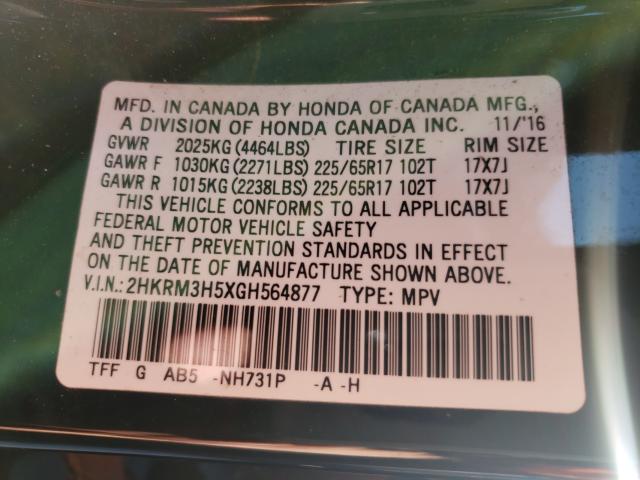 MFD. IN CANADA BY HONDA OF CANADA MFG.,
A DIVISION OF HONDA CANADA INC. 11/'16
GVWR 2025KG (4464LBS) TIRE SIZE RIM SIZE
GAWR F 1030KG (2271LBS) 225/65R17 102T 17X7J
GAWR R 1015KG (2238LBS) 225/65R17 102T 17X7J
THIS VEHICLE CONFORMS TO ALL APPLICABLE
FEDERAL MOTOR VEHICLE SAFETY
AND THEFT PREVENTION STANDARDS IN EFFECT
ON THE DATE OF MANUFACTURE SHOWN ABOVE.
V.I.N.: 2HKRM3H5XGH564877 TYPE: MPV
TFF G AB5 -NH731P -A -H